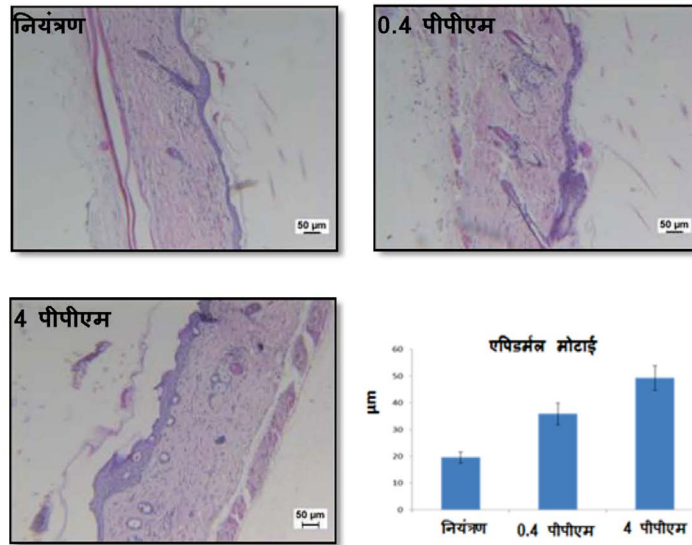 नियंत्रण
50 µm
0.4 पीपीएम
50 µm
4 पीपीएम
50 µm
एपिडर्मल मोटाई
µm
60
50
40
30
20
10
0
नियंत्रण
0.4 पीपीएम
4 पीपीएम